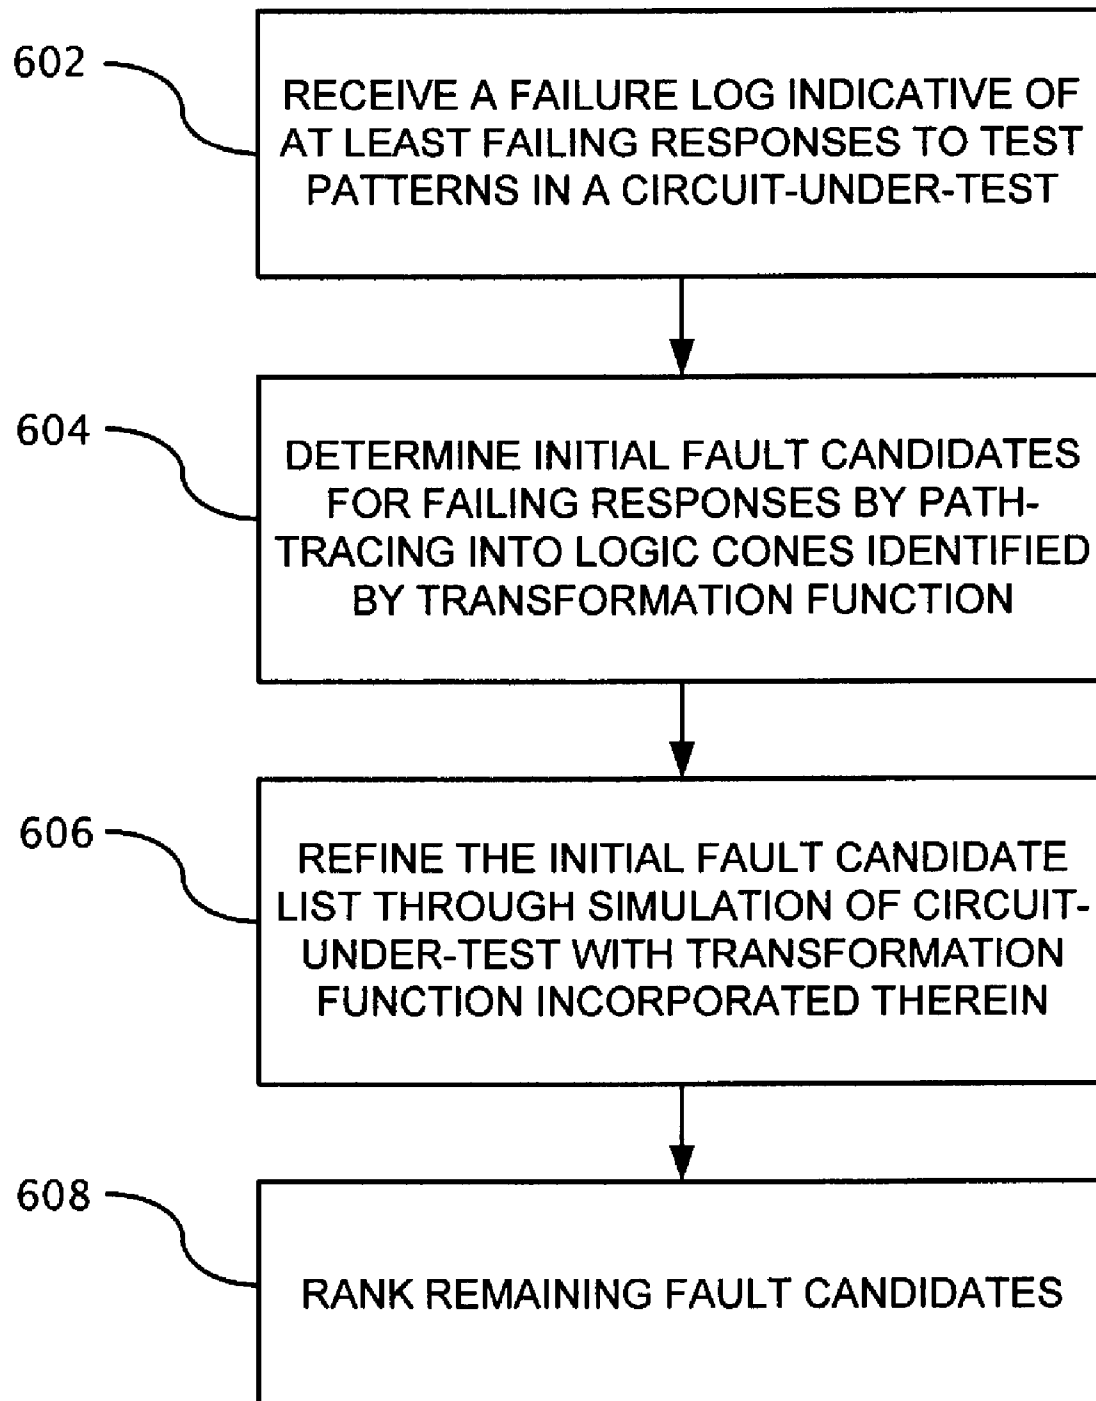 602
RECEIVE A FAILURE LOG INDICATIVE OF
AT LEAST FAILING RESPONSES TO TEST
PATTERNS IN A CIRCUIT-UNDER-TEST
604
DETERMINE INITIAL FAULT CANDIDATES
FOR FAILING RESPONSES BY PATH-
TRACING INTO LOGIC CONES IDENTIFIED
BY TRANSFORMATION FUNCTION
606
REFINE THE INITIAL FAULT CANDIDATE
LIST THROUGH SIMULATION OF CIRCUIT-
UNDER-TEST WITH TRANSFORMATION
FUNCTION INCORPORATED THEREIN
608
RANK REMAINING FAULT CANDIDATES